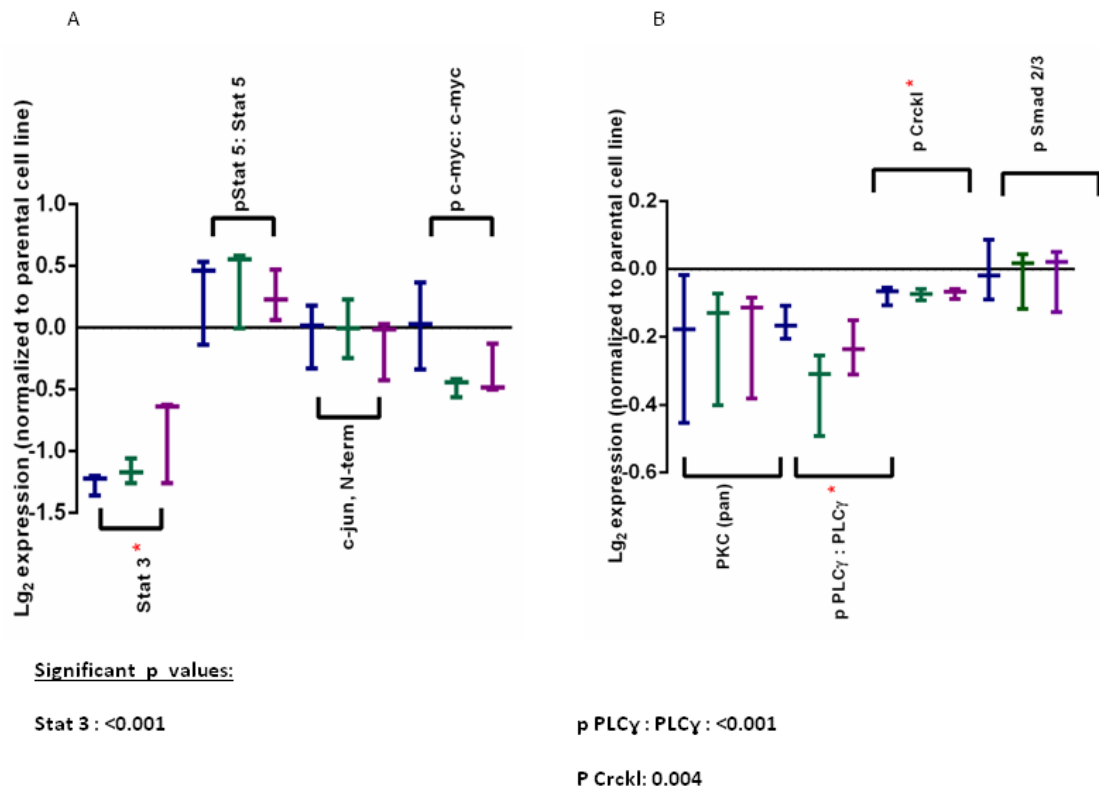 A
B
Lg2 expression (normalized to parental cell line)
1.0
0.5
0.0
-0.5
-1.0
-1.5
Stat 3 *
pStat 5: Stat 5
c-jun, N-term
p c-myc: c-myc
Lg2 expression (normalized to parental cell line)
0.2
0.0
-0.2
-0.4
-0.6
PKC (pan)
p PLCγ : PLCγ *
p Crckl *
p Smad 2/3
Significant p values:
Stat 3 : <0.001
p PLCɣ : PLCɣ : <0.001
P Crckl: 0.004